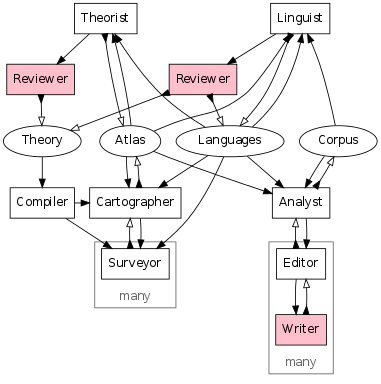 Theorist
Linguist
Reviewer
Reviewer
Theory
Atlas
Languages
Corpus
Compiler
Cartographer
Analyst
Surveyor
many
Editor
Writer
many